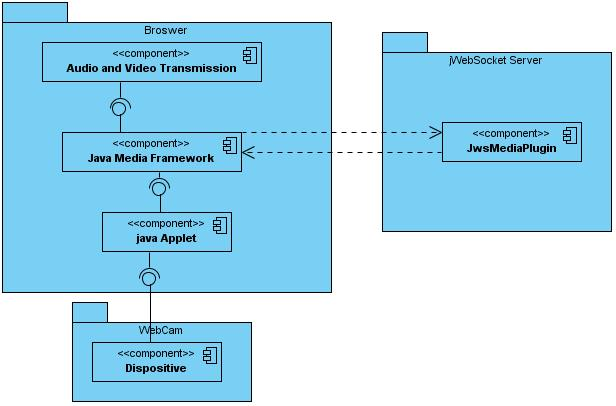 Broswer
<<component>>
Audio and Video Transmission
<<component>>
Java Media Framework
<<component>>
java Applet
WebCam
<<component>>
Dispositive
jWebSocket Server
<<component>>
JwsMediaPlugin